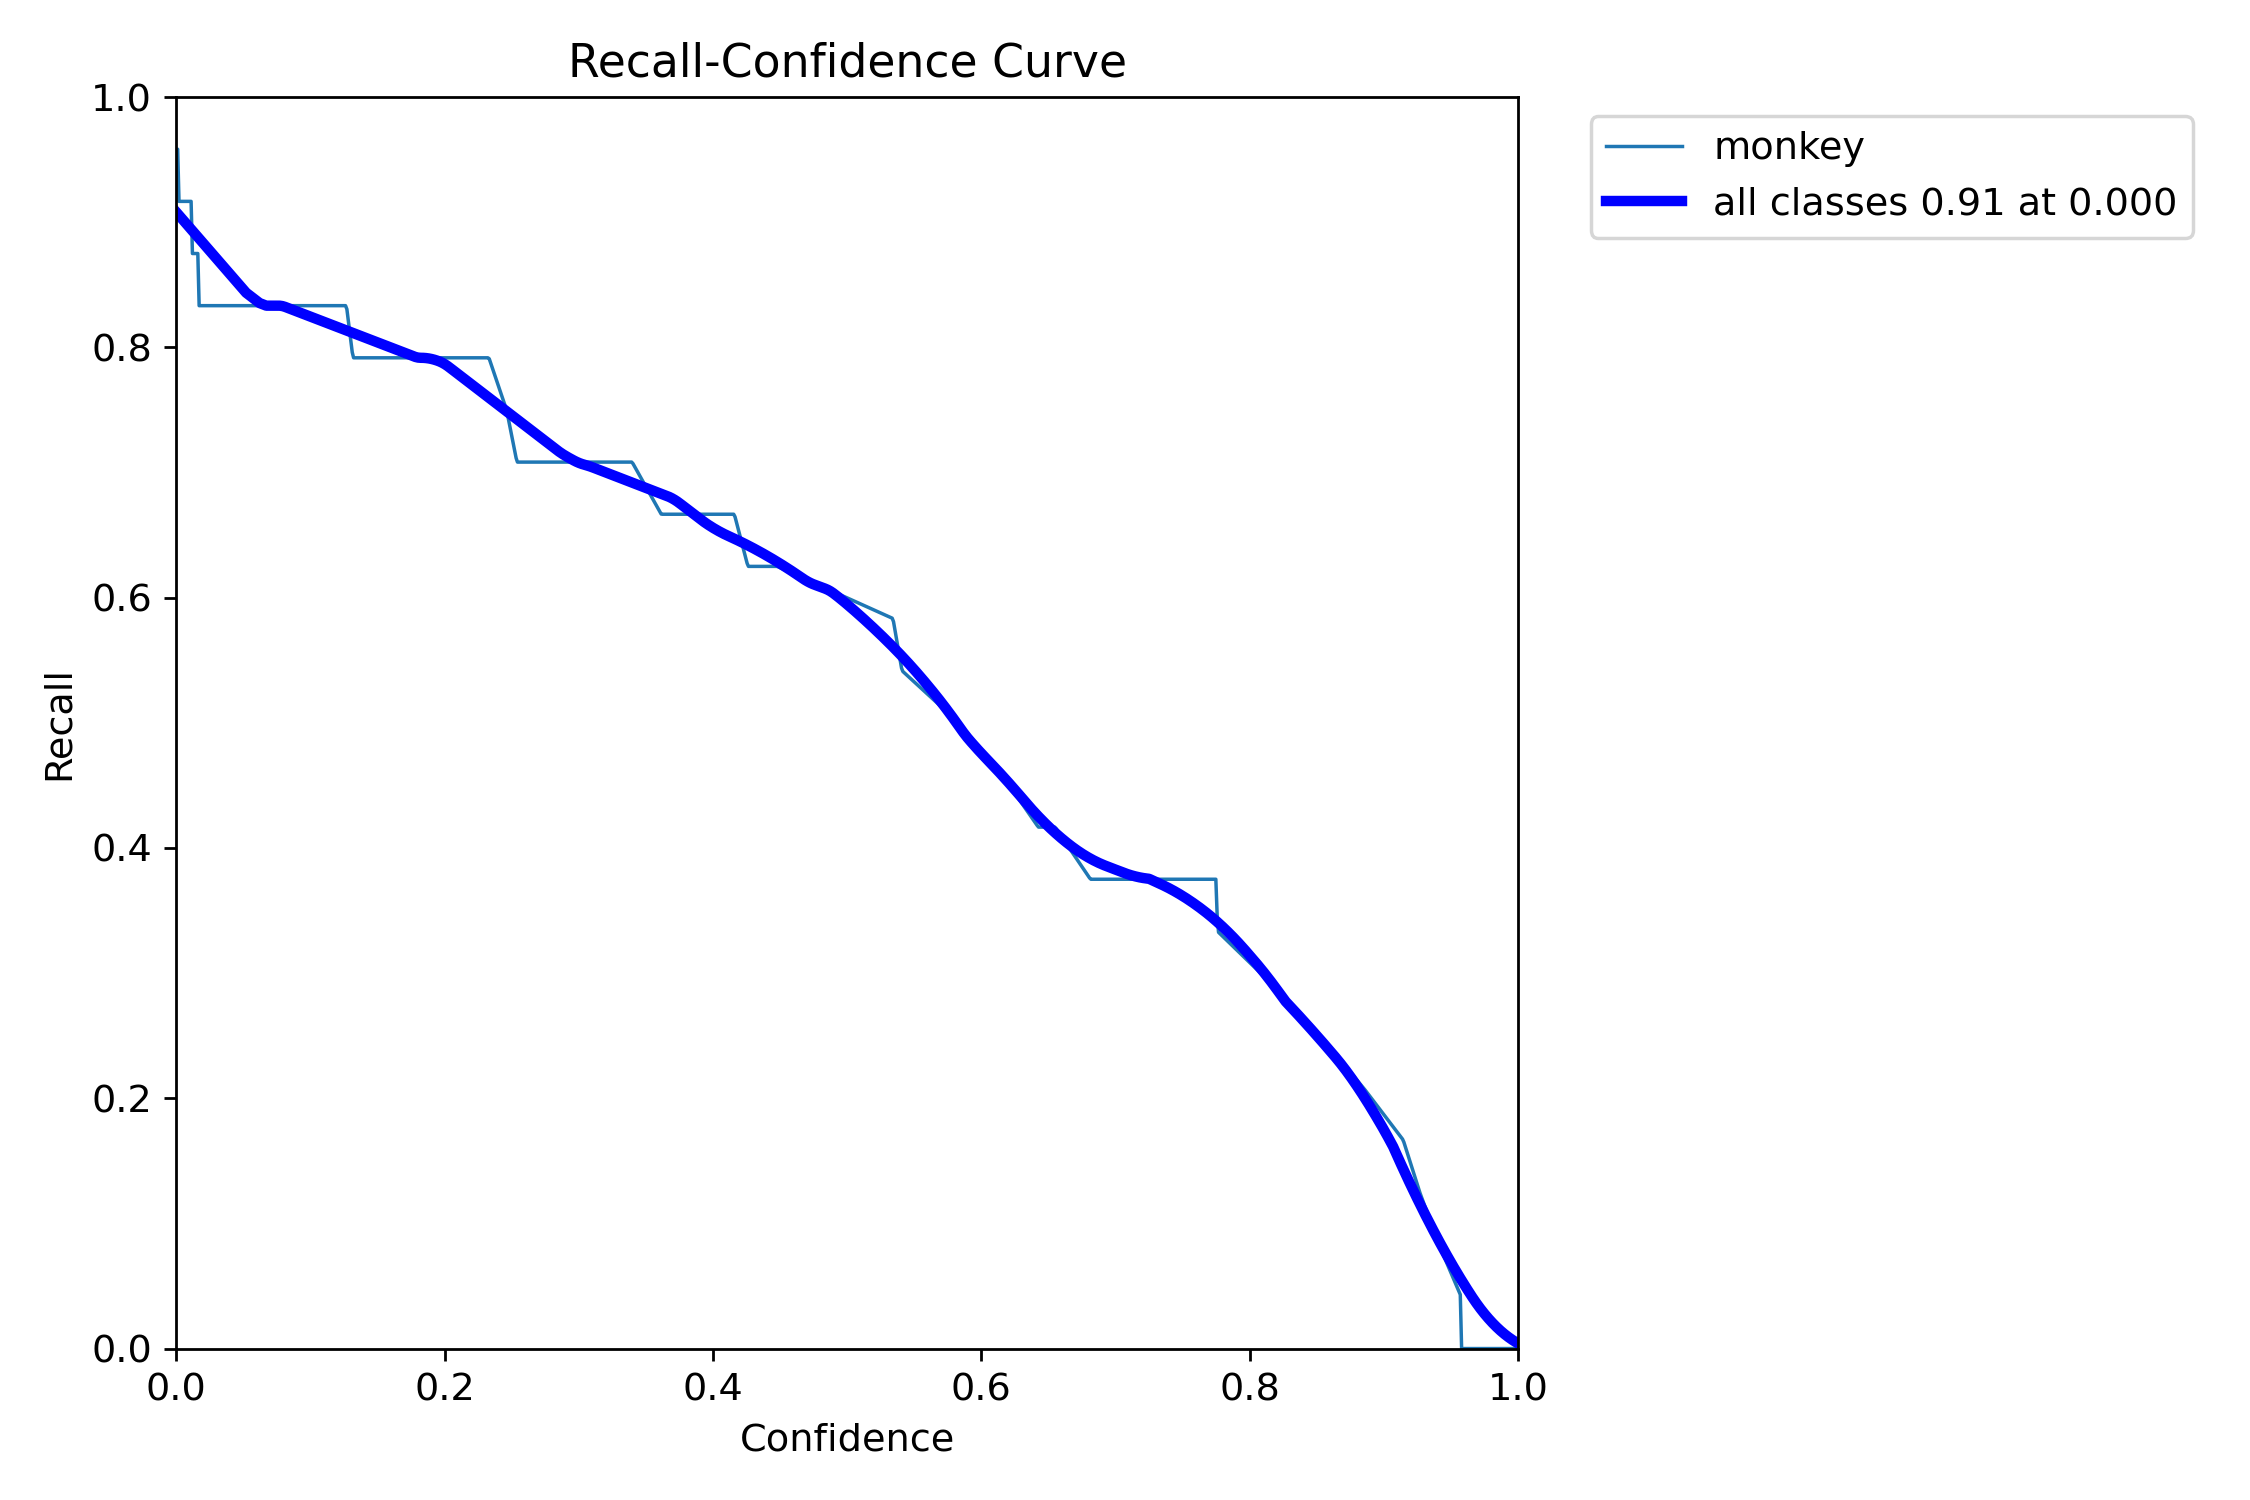 Recall-Confidence Curve
1.0
0.8
0.6
0.4
0.2
0.0
Recall
0.0 0.2 0.4 0.6 0.8 1.0
Confidence
monkey
all classes 0.91 at 0.000